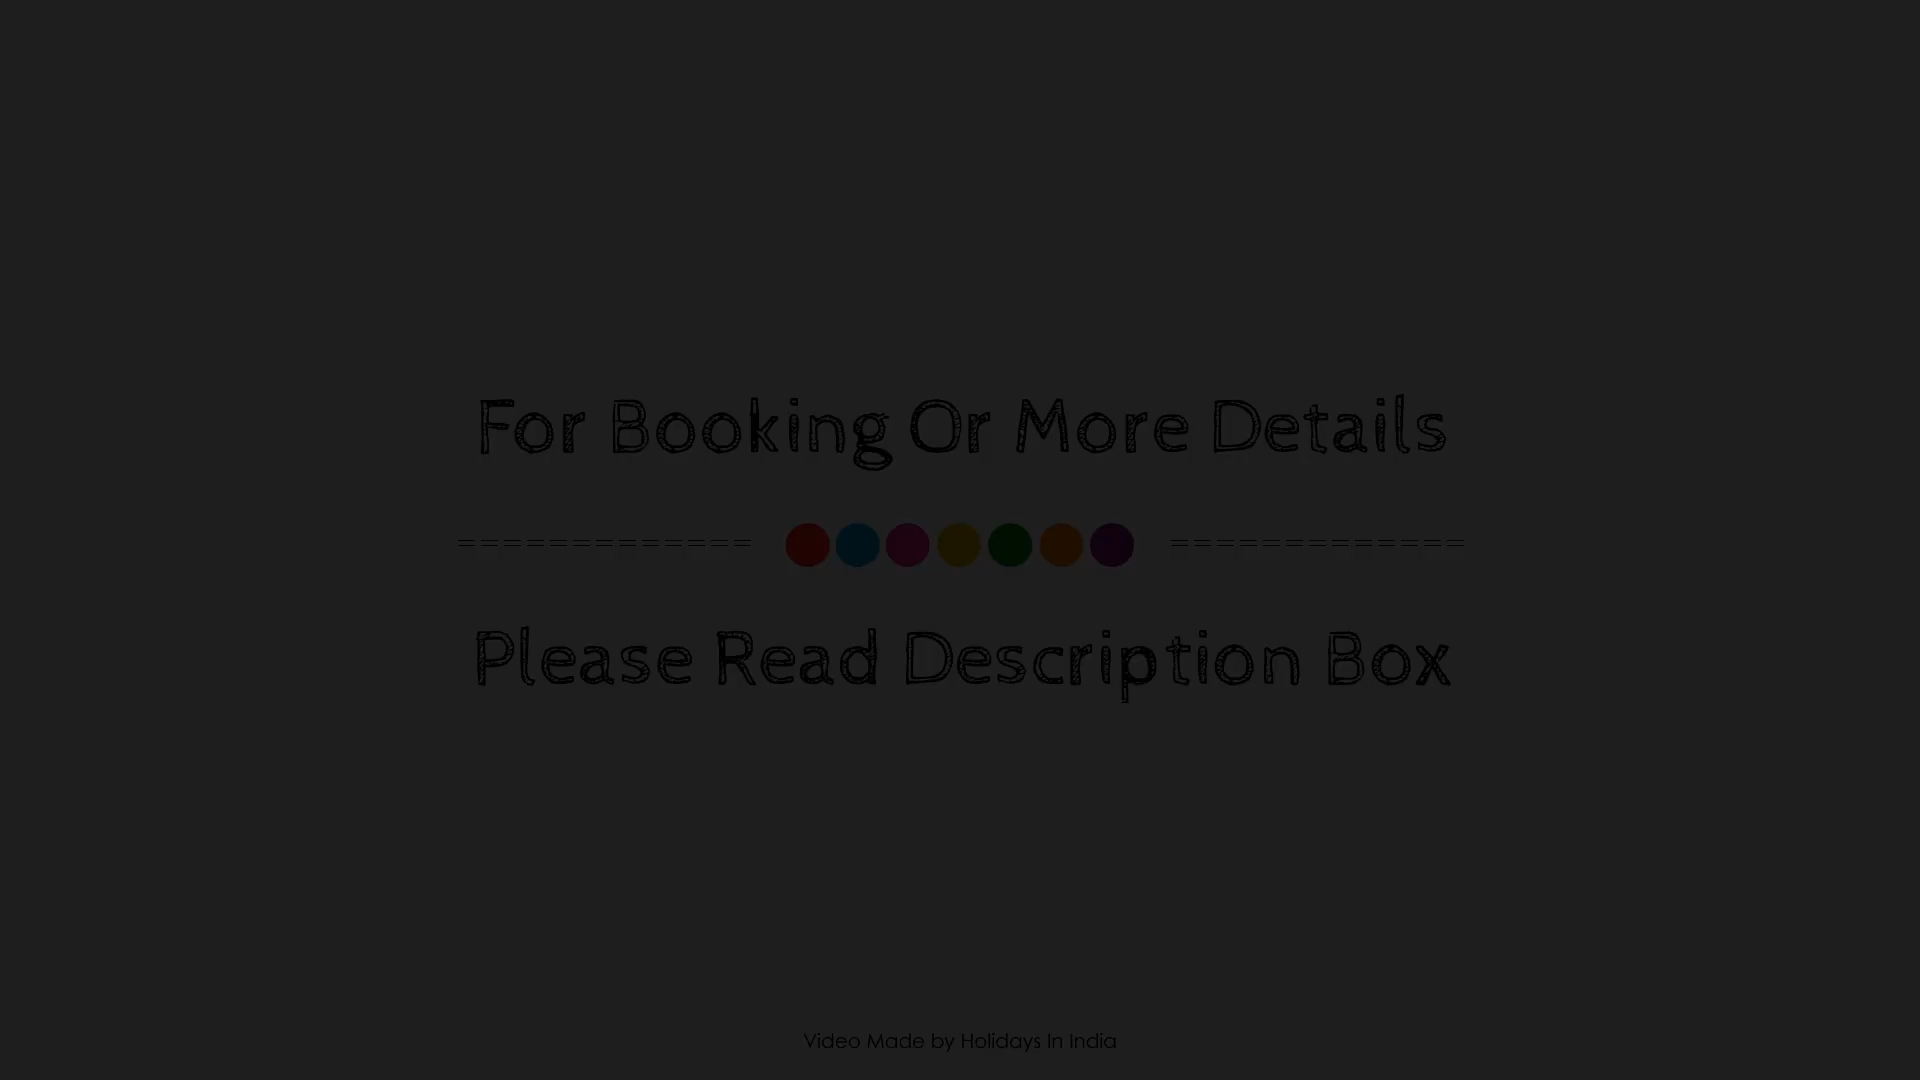 For Booking Or More Details
============= =============
Please Read Description Box
Video Made by Holidays In India